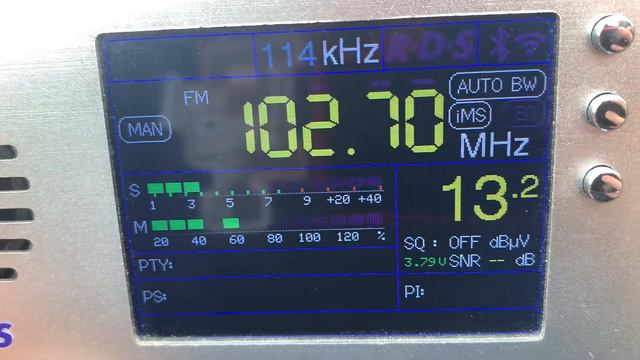 114 kHz R·D·S
FM
102.70 MHz
AUTO BW
MAN
iMS
S
1 3 5 7 9 +20 +40
13.2
M
20 40 60 80 100 120 %
SQ: OFF dBµV
3.79V SNR -- dB
PTY:
PS:
PI:
s